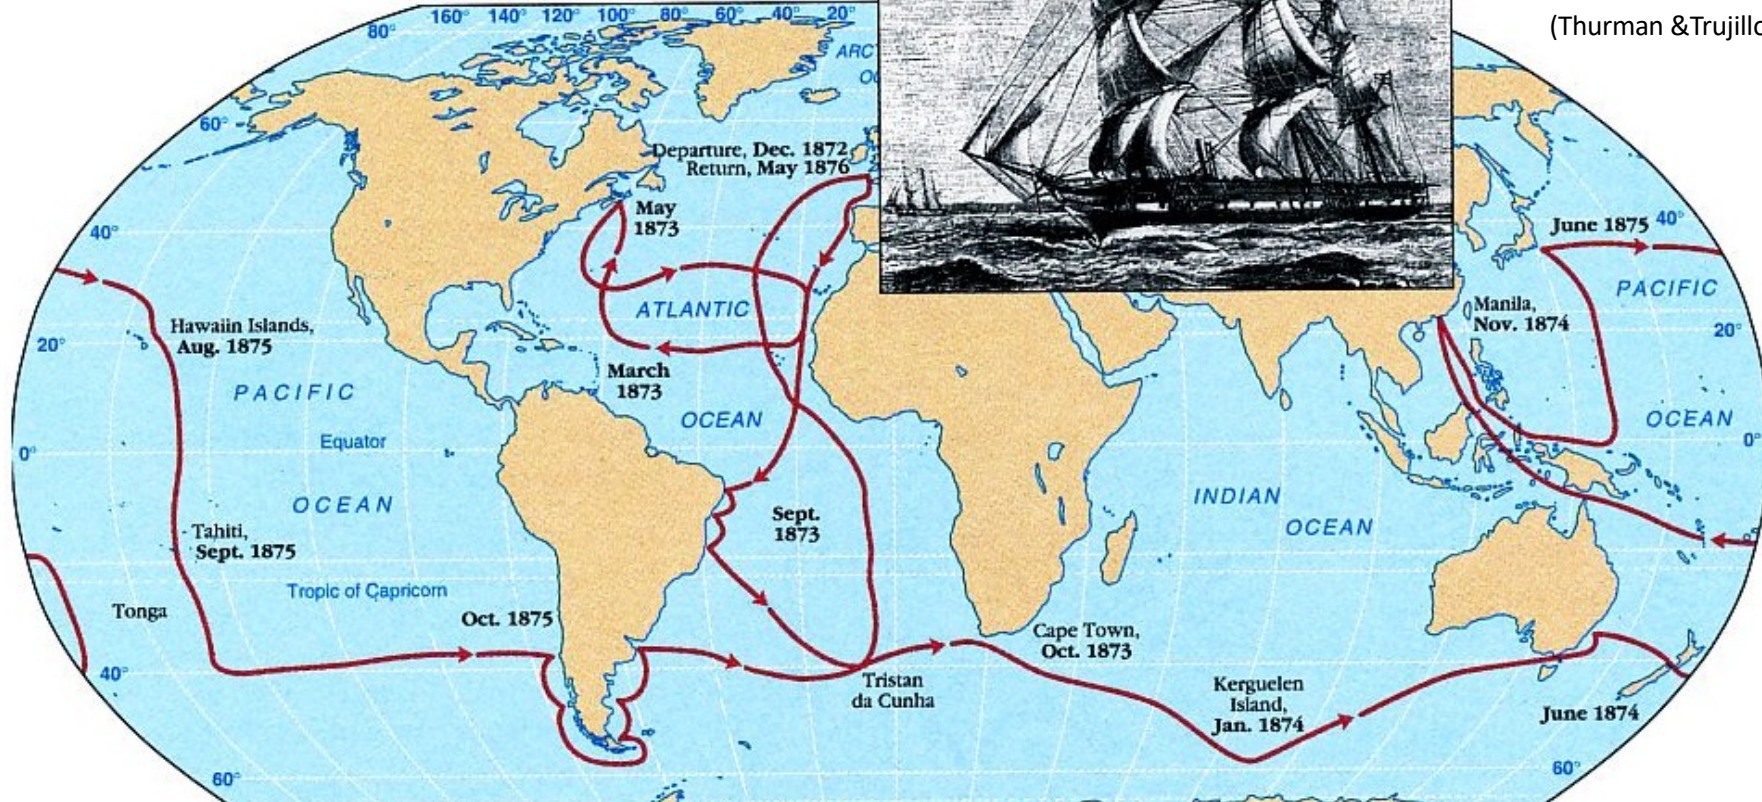 (Thurman &Trujillo
160° 140° 120° 100° 80° 60° 40° 20°
80°
60°
Departure, Dec. 1872
Return, May 1876
May
1873
40°
June 1875
40°
ATLANTIC
PACIFIC
Manila,
Nov. 1874
Hawaiin Islands,
Aug. 1875
20°
20°
March
1873
PACIFIC
OCEAN
OCEAN
Equator
0°
0°
INDIAN
OCEAN
OCEAN
Sept.
1873
Tahiti,
Sept. 1875
Tropic of Capricorn
Tonga
Oct. 1875
Cape Town,
Oct. 1873
40°
Tristan
da Cunha
Kerguelen
Island,
Jan. 1874
June 1874
60°
60°